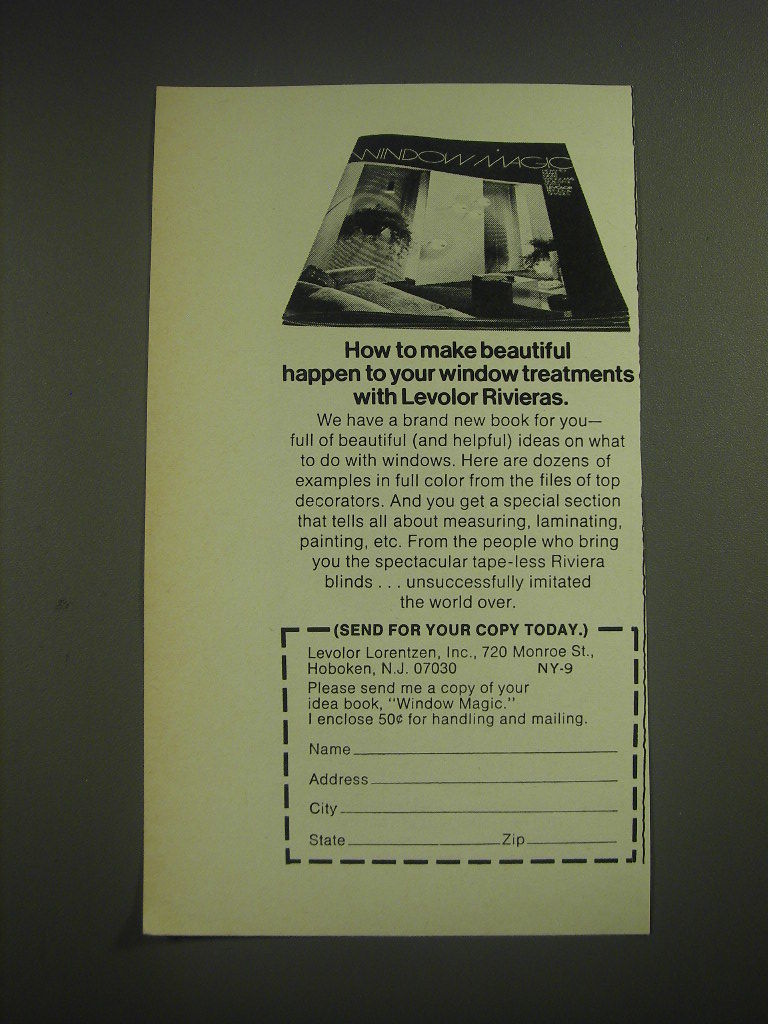 WINDOW MAGIC
How to make beautiful
happen to your window treatments
with Levolor Rivieras.
We have a brand new book for you—
full of beautiful (and helpful) ideas on what
to do with windows. Here are dozens of
examples in full color from the files of top
decorators. And you get a special section
that tells all about measuring, laminating,
painting, etc. From the people who bring
you the spectacular tape-less Riviera
blinds . . . unsuccessfully imitated
the world over.
(SEND FOR YOUR COPY TODAY.)
Levolor Lorentzen, Inc., 720 Monroe St.,
Hoboken, N.J. 07030 NY-9
Please send me a copy of your
idea book, "Window Magic."
I enclose 50¢ for handling and mailing.
Name
Address
City
State Zip